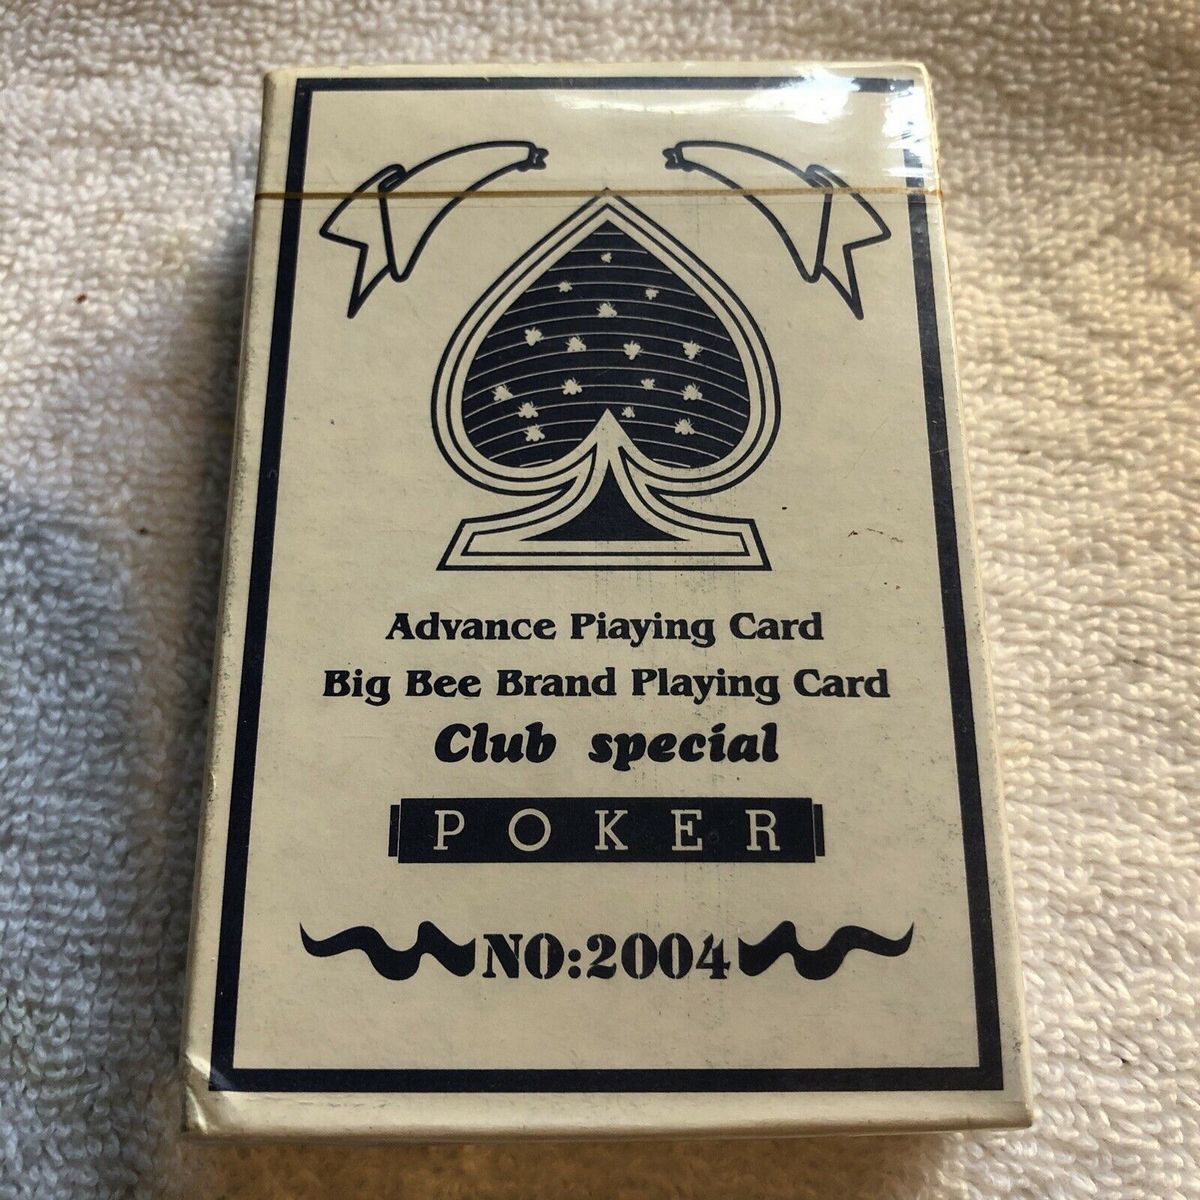 Advance Piaying Card
Big Bee Brand Playing Card
Club special
POKER
NO:2004